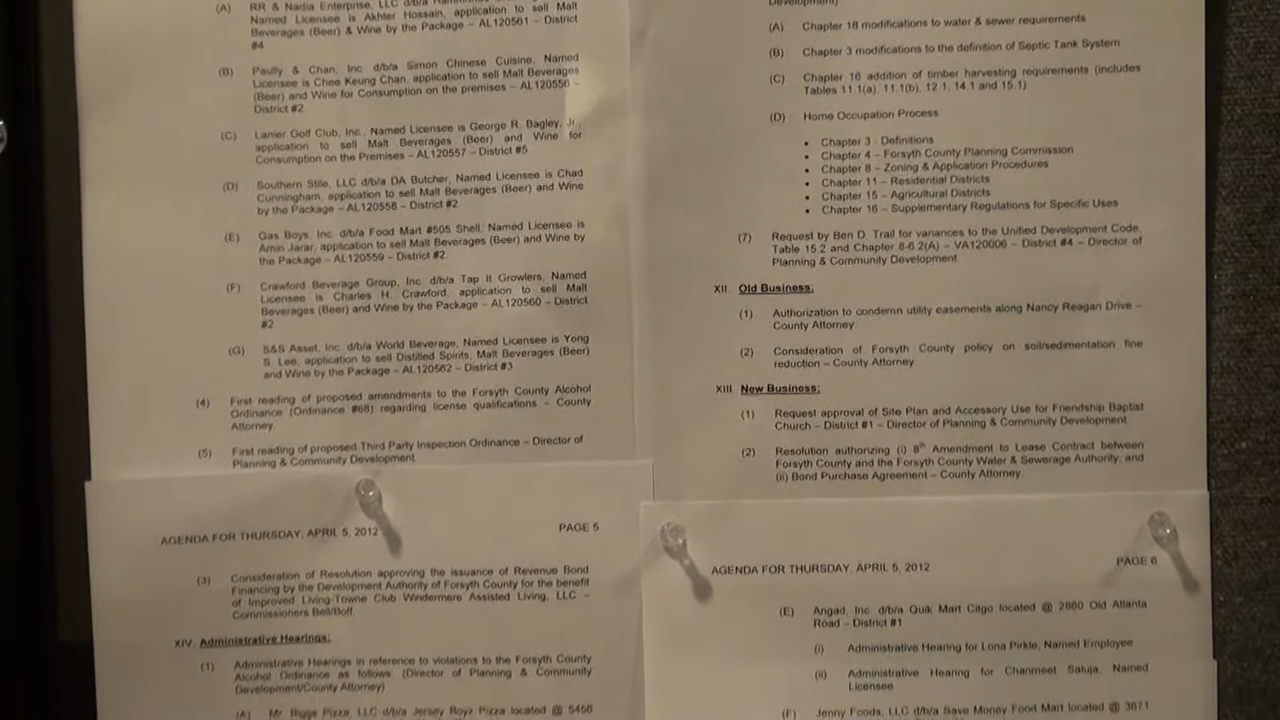 (A) RR & Nadia Enterprise, LLC d/b/a
Named Licensee is Akhter Hossain, application to sell Malt
Beverages (Beer) & Wine by the Package – AL120561 – District
#4
(B) Paully & Chan, Inc d/b/a Simon Chinese Cuisine, Named
Licensee is Chee Keung Chan, application to sell Malt Beverages
(Beer) and Wine for Consumption on the premises – AL120556 –
District #2
(C) Lanier Golf Club, Inc., Named Licensee is George R. Bagley, Jr.,
application to sell Malt Beverages (Beer) and Wine for
Consumption on the Premises – AL120557 – District #5
(D) Southern Stile, LLC d/b/a DA Butcher, Named Licensee is Chad
Cunningham, application to sell Malt Beverages (Beer) and Wine
by the Package – AL120558 – District #2
(E) Gas Boys, Inc. d/b/a Food Mart #505 Shell, Named Licensee is
Amin Jarar, application to sell Malt Beverages (Beer) and Wine by
the Package – AL120559 – District #2
(F) Crawford Beverage Group, Inc. d/b/a Tap It Growlers, Named
Licensee is Charles H. Crawford, application to sell Malt
Beverages (Beer) and Wine by the Package – AL120560 – District
#2
(G) S&S Asset, Inc. d/b/a World Beverage, Named Licensee is Yong
S. Lee, application to sell Distilled Spirits, Malt Beverages (Beer)
and Wine by the Package – AL120562 – District #3
(4) First reading of proposed amendments to the Forsyth County Alcohol
Ordinance (Ordinance #68) regarding license qualifications – County
Attorney
(5) First reading of proposed Third Party Inspection Ordinance – Director of
Planning & Community Development
Development)
(A) Chapter 18 modifications to water & sewer requirements
(B) Chapter 3 modifications to the definition of Septic Tank System
(C) Chapter 16 addition of timber harvesting requirements (includes
Tables 11.1(a), 11.1(b), 12.1, 14.1 and 15.1)
(D) Home Occupation Process
• Chapter 3 - Definitions
• Chapter 4 – Forsyth County Planning Commission
• Chapter 8 – Zoning & Application Procedures
• Chapter 11 – Residential Districts
• Chapter 15 – Agricultural Districts
• Chapter 16 – Supplementary Regulations for Specific Uses
(7) Request by Ben D. Trail for variances to the Unified Development Code,
Table 15.2 and Chapter 8-6.2(A) – VA120006 – District #4 – Director of
Planning & Community Development
XII Old Business:
(1) Authorization to condemn utility easements along Nancy Reagan Drive –
County Attorney
(2) Consideration of Forsyth County policy on soil/sedimentation fine
reduction – County Attorney
XIII New Business:
(1) Request approval of Site Plan and Accessory Use for Friendship Baptist
Church – District #1 – Director of Planning & Community Development
(2) Resolution authorizing (i) 8th Amendment to Lease Contract between
Forsyth County and the Forsyth County Water & Sewerage Authority; and
(ii) Bond Purchase Agreement – County Attorney
AGENDA FOR THURSDAY, APRIL 5, 2012 PAGE 5
(3) Consideration of Resolution approving the issuance of Revenue Bond
Financing by the Development Authority of Forsyth County for the benefit
of Improved Living-Towne Club Windermere Assisted Living, LLC –
Commissioners Bell/Boff
XIV Administrative Hearings:
(1) Administrative Hearings in reference to violations to the Forsyth County
Alcohol Ordinance as follows (Director of Planning & Community
Development/County Attorney)
(A) Mr. Biggs Pizza, LLC d/b/a Jersey Boyz Pizza located @ 5456
AGENDA FOR THURSDAY, APRIL 5, 2012 PAGE 6
(E) Angad, Inc. d/b/a Quik Mart Citgo located @ 2860 Old Atlanta
Road – District #1
(i) Administrative Hearing for Lona Pirkle, Named Employee
(ii) Administrative Hearing for Chanmeet Saluja, Named
Licensee
(F) Jenny Foods, LLC d/b/a Save Money Food Mart located @ 3671